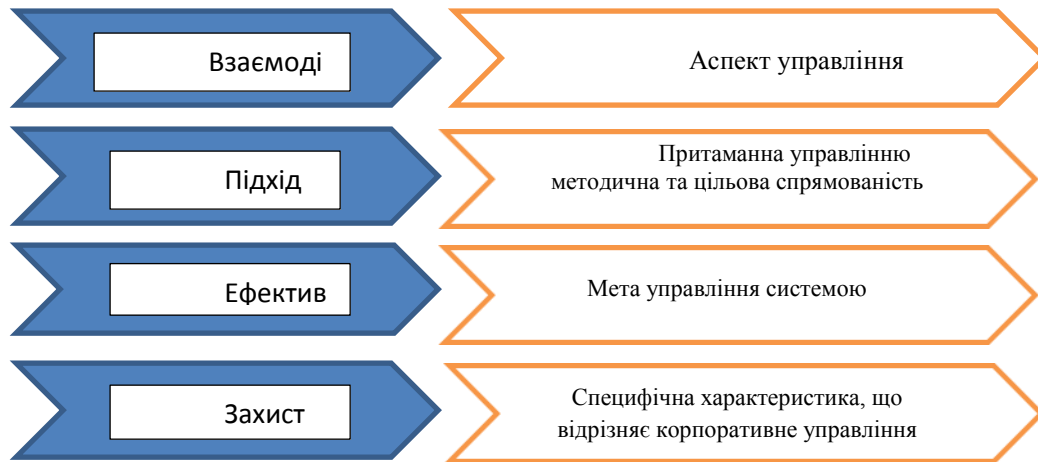 Взаємоді
Аспект управління
Підхід
Притаманна управлінню
методична та цільова спрямованість
Ефектив
Мета управління системою
Захист
Специфічна характеристика, що
відрізняє корпоративне управління